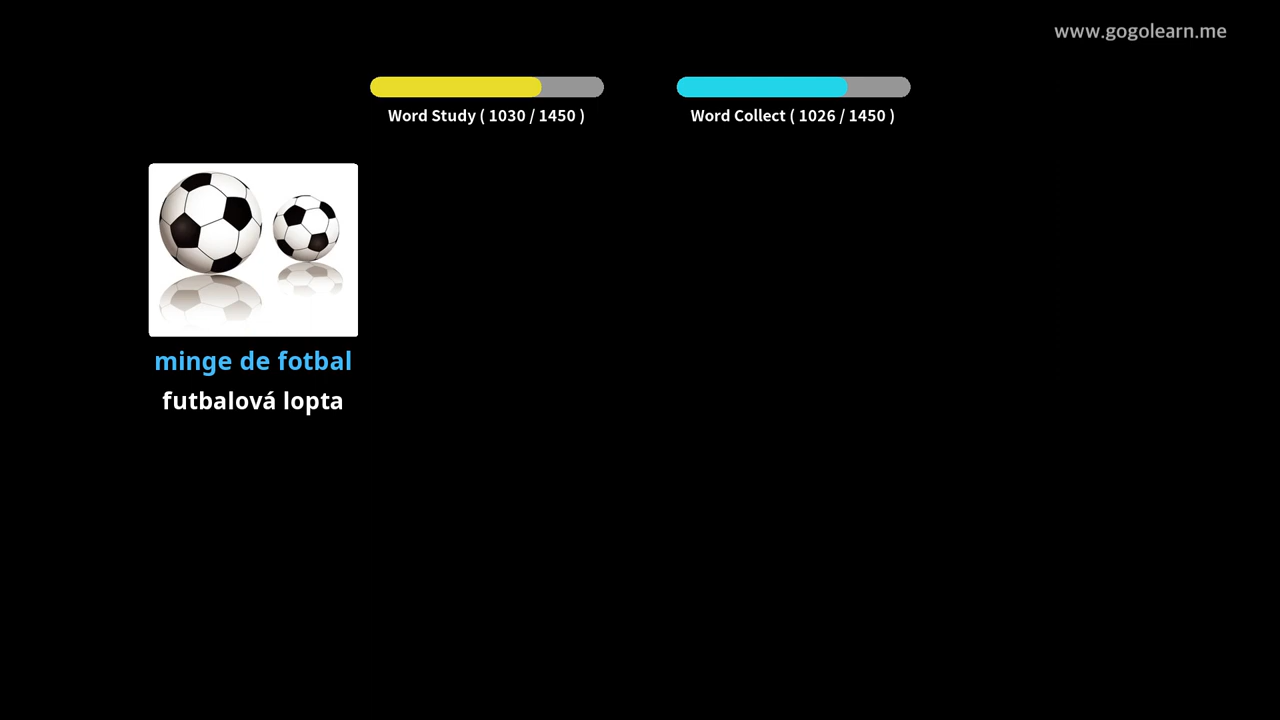 www.gogolearn.me
Word Study ( 1030 / 1450 )
Word Collect ( 1026 / 1450 )
minge de fotbal
futbalová lopta